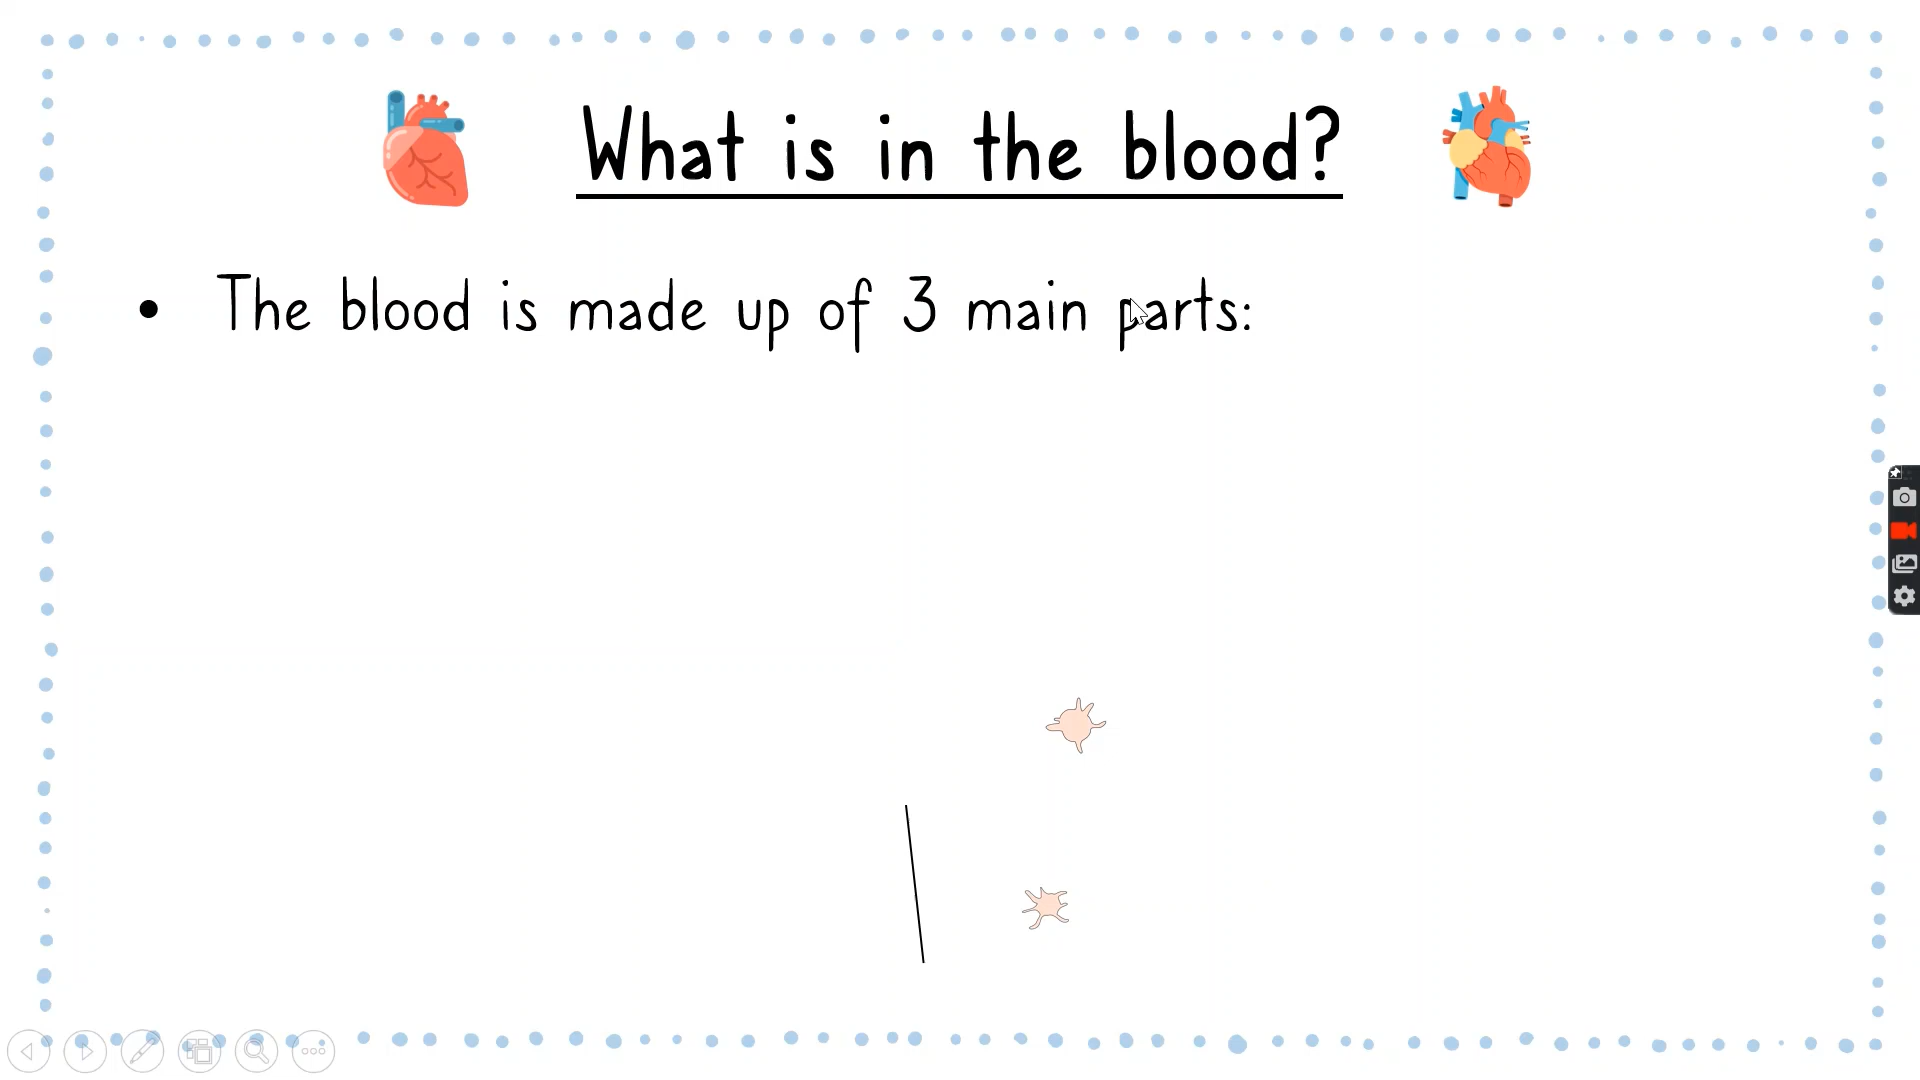 What is in the blood?
• The blood is made up of 3 main parts: